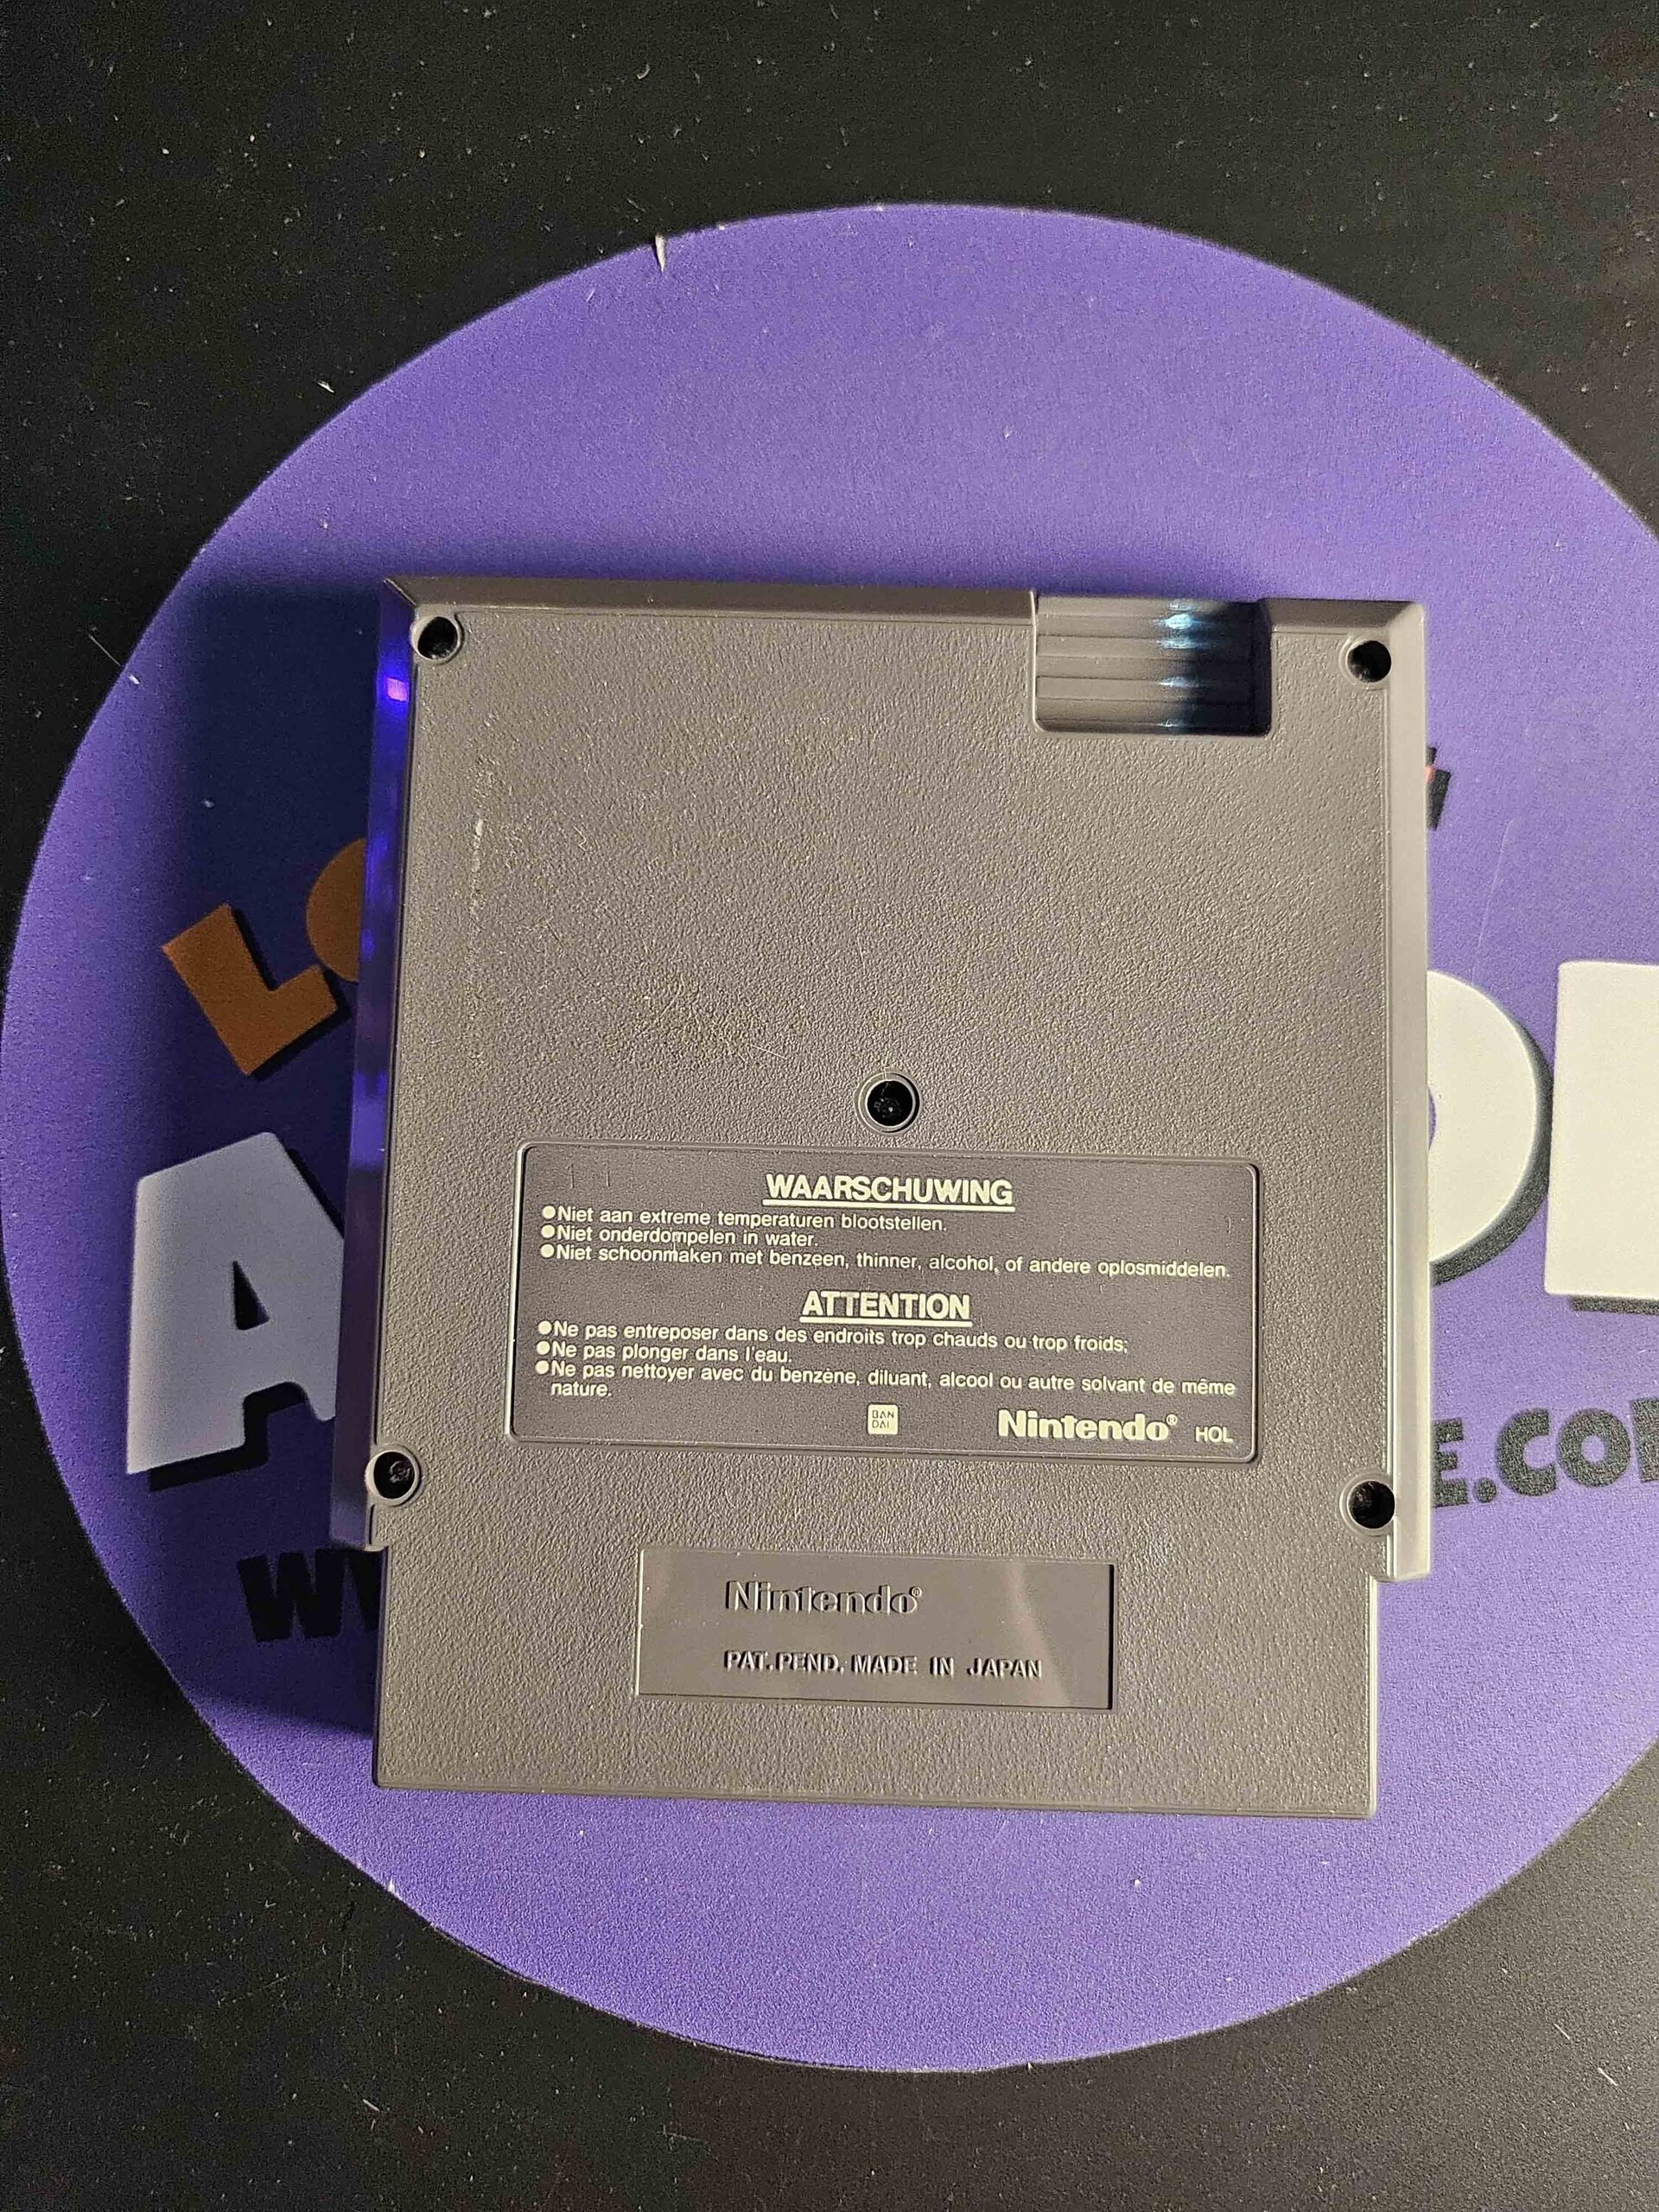 WAARSCHUWING
●Niet aan extreme temperaturen blootstellen.
●Niet onderdompelen in water.
●Niet schoonmaken met benzeen, thinner, alcohol, of andere oplosmiddelen.
ATTENTION
●Ne pas entreposer dans des endroits trop chauds ou trop froids;
●Ne pas plonger dans l'eau.
●Ne pas nettoyer avec du benzène, diluant, alcool ou autre solvant de même
nature.
BAN
DAI
Nintendo® HOL
Nintendo®
PAT. PEND. MADE IN JAPAN